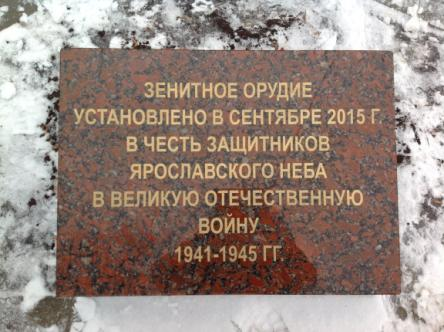 ЗЕНИТНОЕ ОРУДИЕ
УСТАНОВЛЕНО В СЕНТЯБРЕ 2015 Г.
В ЧЕСТЬ ЗАЩИТНИКОВ
ЯРОСЛАВСКОГО НЕБА
В ВЕЛИКУЮ ОТЕЧЕСТВЕННУЮ
ВОЙНУ
1941-1945 ГГ.